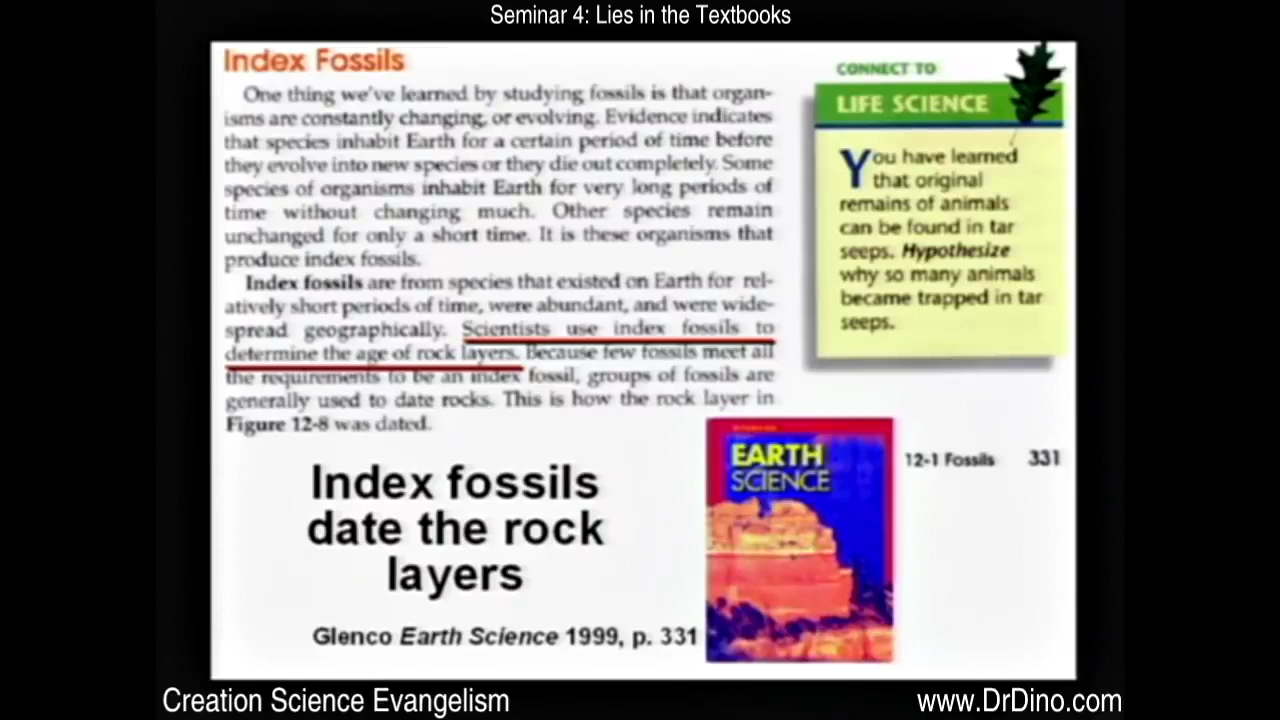 Seminar 4: Lies in the Textbooks
Index Fossils
One thing we've learned by studying fossils is that organ-
isms are constantly changing, or evolving. Evidence indicates
that species inhabit Earth for a certain period of time before
they evolve into new species or they die out completely. Some
species of organisms inhabit Earth for very long periods of
time without changing much. Other species remain
unchanged for only a short time. It is these organisms that
produce index fossils.
Index fossils are from species that existed on Earth for rel-
atively short periods of time, were abundant, and were wide-
spread geographically. Scientists use index fossils to
determine the age of rock layers. Because few fossils meet all
the requirements to be an index fossil, groups of fossils are
generally used to date rocks. This is how the rock layer in
Figure 12-8 was dated.
CONNECT TO
LIFE SCIENCE
You have learned
that original
remains of animals
can be found in tar
seeps. Hypothesize
why so many animals
became trapped in tar
seeps.
Index fossils
date the rock
layers
Glenco Earth Science 1999, p. 331
EARTH
SCIENCE
12-1 Fossils 331
Creation Science Evangelism
www.DrDino.com